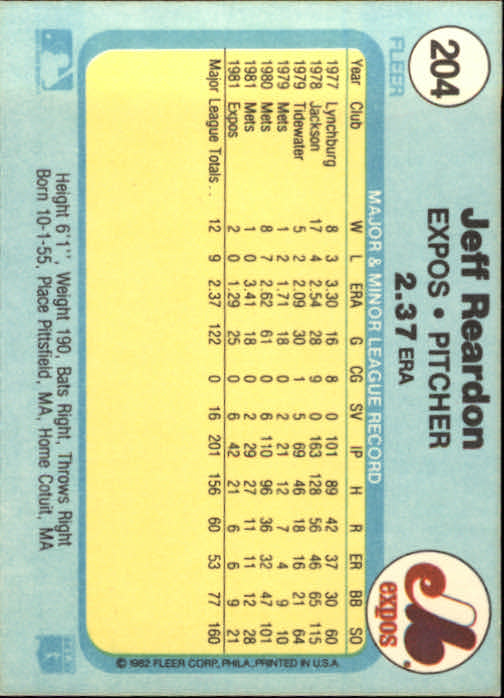 204
FLEER
Jeff Reardon
EXPOS • PITCHER
2.37 ERA
expos
MAJOR & MINOR LEAGUE RECORD
Year Club W L ERA G CG SV IP H R ER BB SO
1977 Lynchburg 8 3 3.30 16 8 0 101 89 42 37 30 60
1978 Jackson 17 4 2.54 28 9 0 163 128 56 46 65 115
1979 Tidewater 5 2 2.09 30 1 5 69 46 18 16 21 64
1979 Mets 1 2 1.71 18 0 2 21 12 7 4 9 10
1980 Mets 8 7 2.62 61 0 6 110 96 36 32 47 101
1981 Mets 1 0 3.41 18 0 2 29 27 11 11 12 28
1981 Expos 2 0 1.29 25 0 6 42 21 6 6 9 21
Major League Totals... 12 9 2.37 122 0 16 201 156 60 53 77 160
© 1982 FLEER CORP., PHILA., PRINTED IN U.S.A.
Height 6'1", Weight 190, Bats Right, Throws Right
Born 10-1-55, Place Pittsfield, MA, Home Cotuit, MA